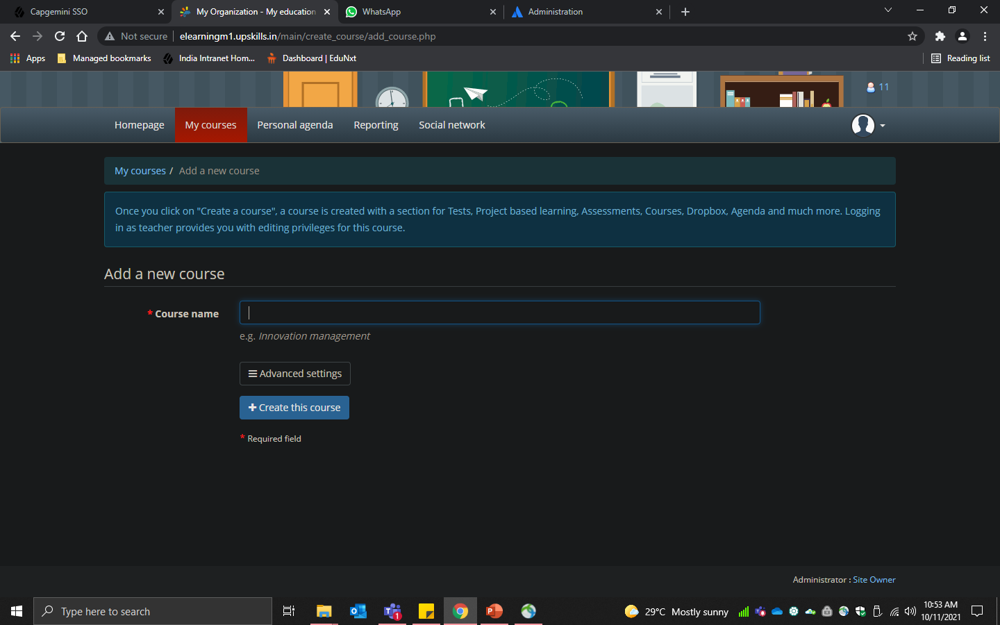 Capgemini SSO
My Organization - My education
WhatsApp
Administration
Not secure
elearningm1.upskills.in/main/create_course/add_course.php
Apps
Managed bookmarks
India Intranet Hom...
Dashboard | EduNxt
Reading list
11
Homepage
My courses
Personal agenda
Reporting
Social network
My courses / Add a new course
Once you click on "Create a course", a course is created with a section for Tests, Project based learning, Assessments, Courses, Dropbox, Agenda and much more. Logging
in as teacher provides you with editing privileges for this course.
Add a new course
* Course name
e.g. Innovation management
Advanced settings
Create this course
* Required field
Administrator : Site Owner
Type here to search
1
29°C Mostly sunny
10:53 AM
10/11/2021